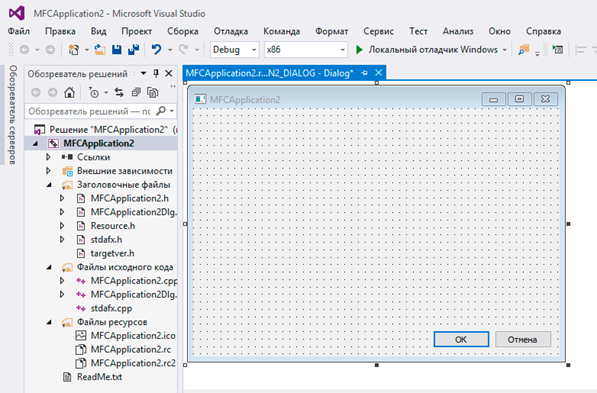 MFCApplication2 - Microsoft Visual Studio
Файл Правка Вид Проект Сборка Отладка Команда Формат Сервис Тест Анализ Окно Справка
Debug x86 Локальный отладчик Windows
Обозреватель серверов
Обозреватель решений
MFCApplication2.r...N2_DIALOG - Dialog*
Обозреватель решений — по
Решение "MFCApplication2" (
MFCApplication2
Ссылки
Внешние зависимости
Заголовочные файлы
MFCApplication2.h
MFCApplication2Dlg.
Resource.h
stdafx.h
targetver.h
Файлы исходного кода
MFCApplication2.cpp
MFCApplication2Dlg.
stdafx.cpp
Файлы ресурсов
MFCApplication2.ico
MFCApplication2.rc
MFCApplication2.rc2
ReadMe.txt
MFCApplication2
OK Отмена